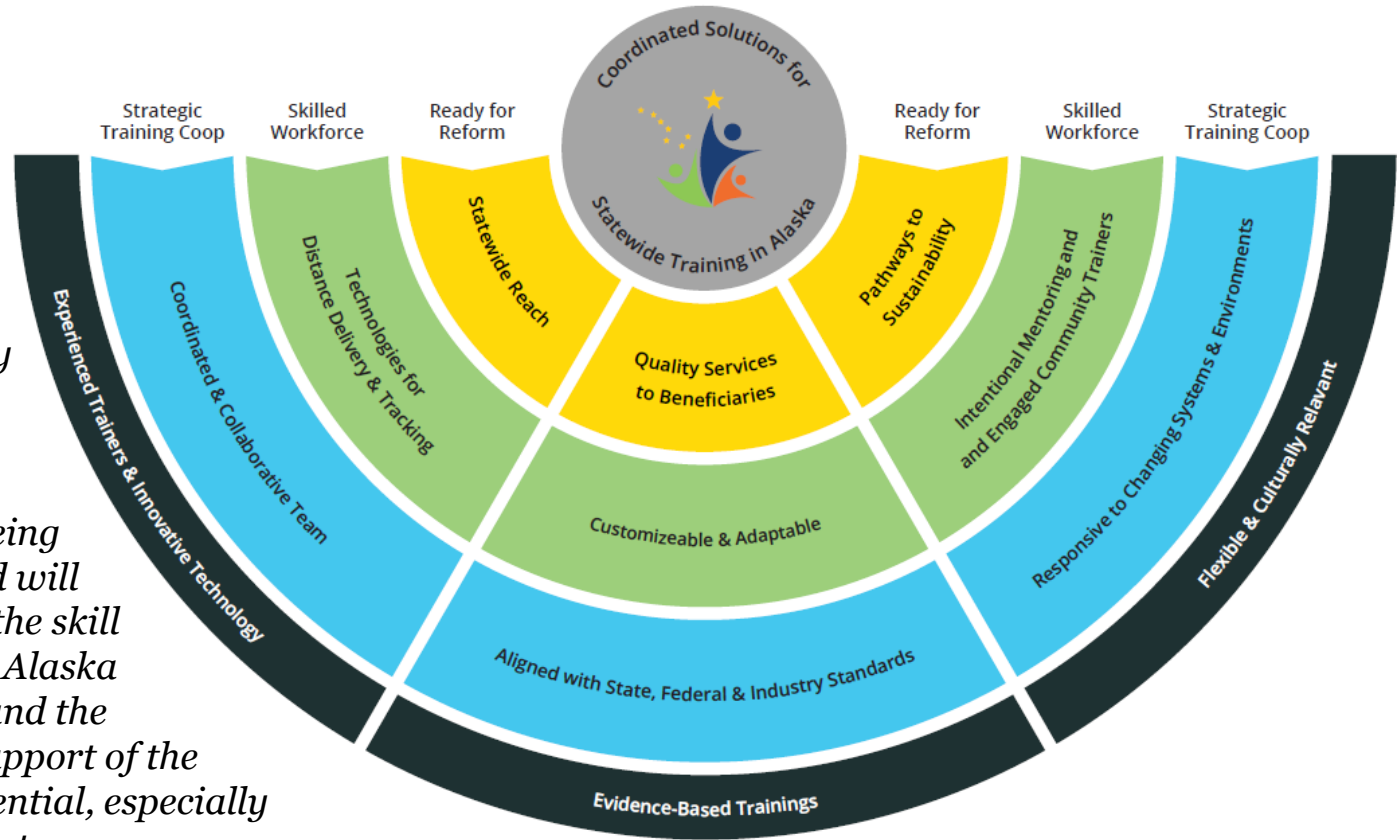 Coordinated Solutions for
Statewide Training in Alaska
Strategic
Training Coop
Skilled
Workforce
Ready for
Reform
Ready for
Reform
Skilled
Workforce
Strategic
Training Coop
Statewide Reach
Quality Services
to Beneficiaries
Pathways to
Sustainability
Technologies for
Distance Delivery & Tracking
Customizeable & Adaptable
Intentional Mentoring and
and Engaged Community Trainers
Coordinated & Collaborative Team
Aligned with State, Federal & Industry Standards
Responsive to Changing Systems & Environments
Experienced Trainers & Innovative Technology
Evidence-Based Trainings
Flexible & Culturally Relavant
will
the skill
Alaska
and the
support of the
especially